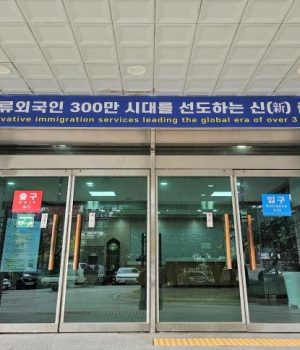 류외국인 300만 시대를 선도하는 신(新)
ovative immigration services leading the global era of over 3
출구
입구
Entrance